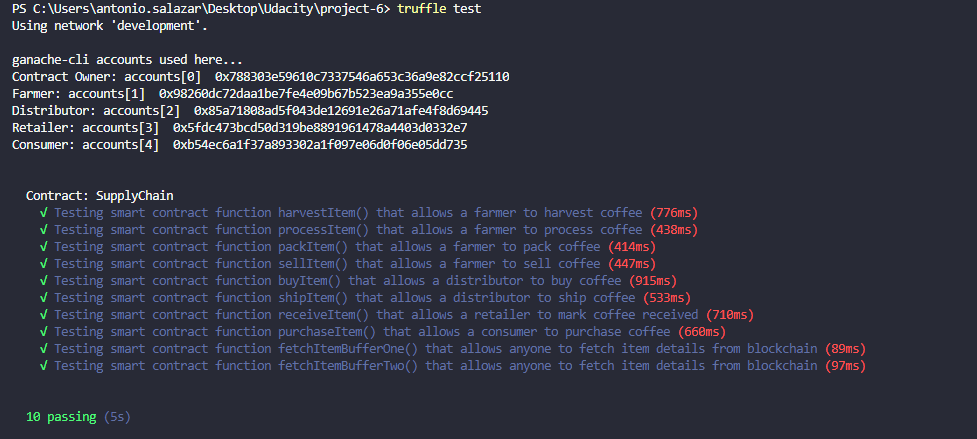 PS C:\Users\antonio.salazar\Desktop\Udacity\project-6> truffle test
Using network 'development'.
ganache-cli accounts used here...
Contract Owner: accounts[0]  0x788303e59610c7337546a653c36a9e82ccf25110
Farmer: accounts[1]  0x98260dc72daa1be7fe4e09b67b523ea9a355e0cc
Distributor: accounts[2]  0x85a71808ad5f043de12691e26a71afe4f8d69445
Retailer: accounts[3]  0x5fdc473bcd50d319be8891961478a4403d0332e7
Consumer: accounts[4]  0xb54ec6a1f37a893302a1f097e06d0f06e05dd735
Contract: SupplyChain
√ Testing smart contract function harvestItem() that allows a farmer to harvest coffee (776ms)
√ Testing smart contract function processItem() that allows a farmer to process coffee (438ms)
√ Testing smart contract function packItem() that allows a farmer to pack coffee (414ms)
√ Testing smart contract function sellItem() that allows a farmer to sell coffee (447ms)
√ Testing smart contract function buyItem() that allows a distributor to buy coffee (915ms)
√ Testing smart contract function shipItem() that allows a distributor to ship coffee (533ms)
√ Testing smart contract function receiveItem() that allows a retailer to mark coffee received (710ms)
√ Testing smart contract function purchaseItem() that allows a consumer to purchase coffee (660ms)
√ Testing smart contract function fetchItemBufferOne() that allows anyone to fetch item details from blockchain (89ms)
√ Testing smart contract function fetchItemBufferTwo() that allows anyone to fetch item details from blockchain (97ms)
10 passing (5s)